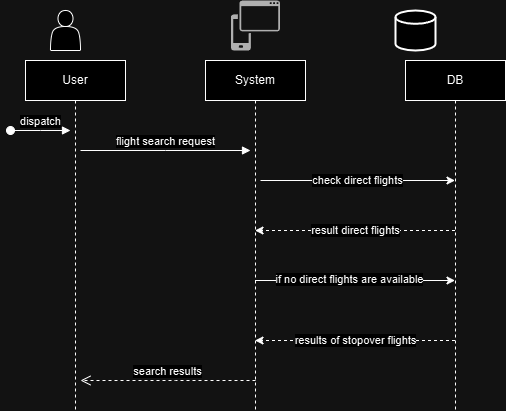 User
System
DB
dispatch
flight search request
check direct flights
result direct flights
if no direct flights are available
results of stopover flights
search results